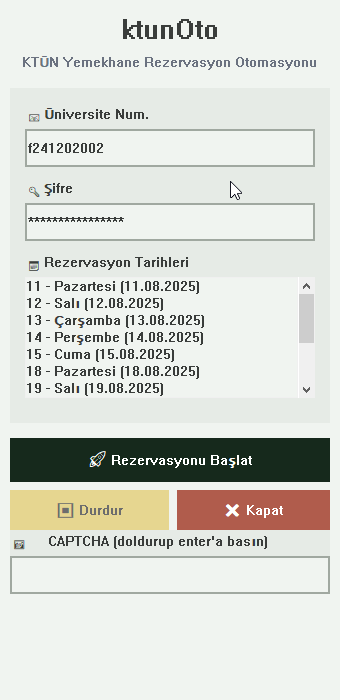 ktunOto
KTÜN Yemekhane Rezervasyon Otomasyonu
Üniversite Num.
f241202002
Şifre
****************
Rezervasyon Tarihleri
11 - Pazartesi (11.08.2025)
12 - Salı (12.08.2025)
13 - Çarşamba (13.08.2025)
14 - Perşembe (14.08.2025)
15 - Cuma (15.08.2025)
18 - Pazartesi (18.08.2025)
19 - Salı (19.08.2025)
Rezervasyonu Başlat
Durdur
Kapat
CAPTCHA (doldurup enter'a basın)